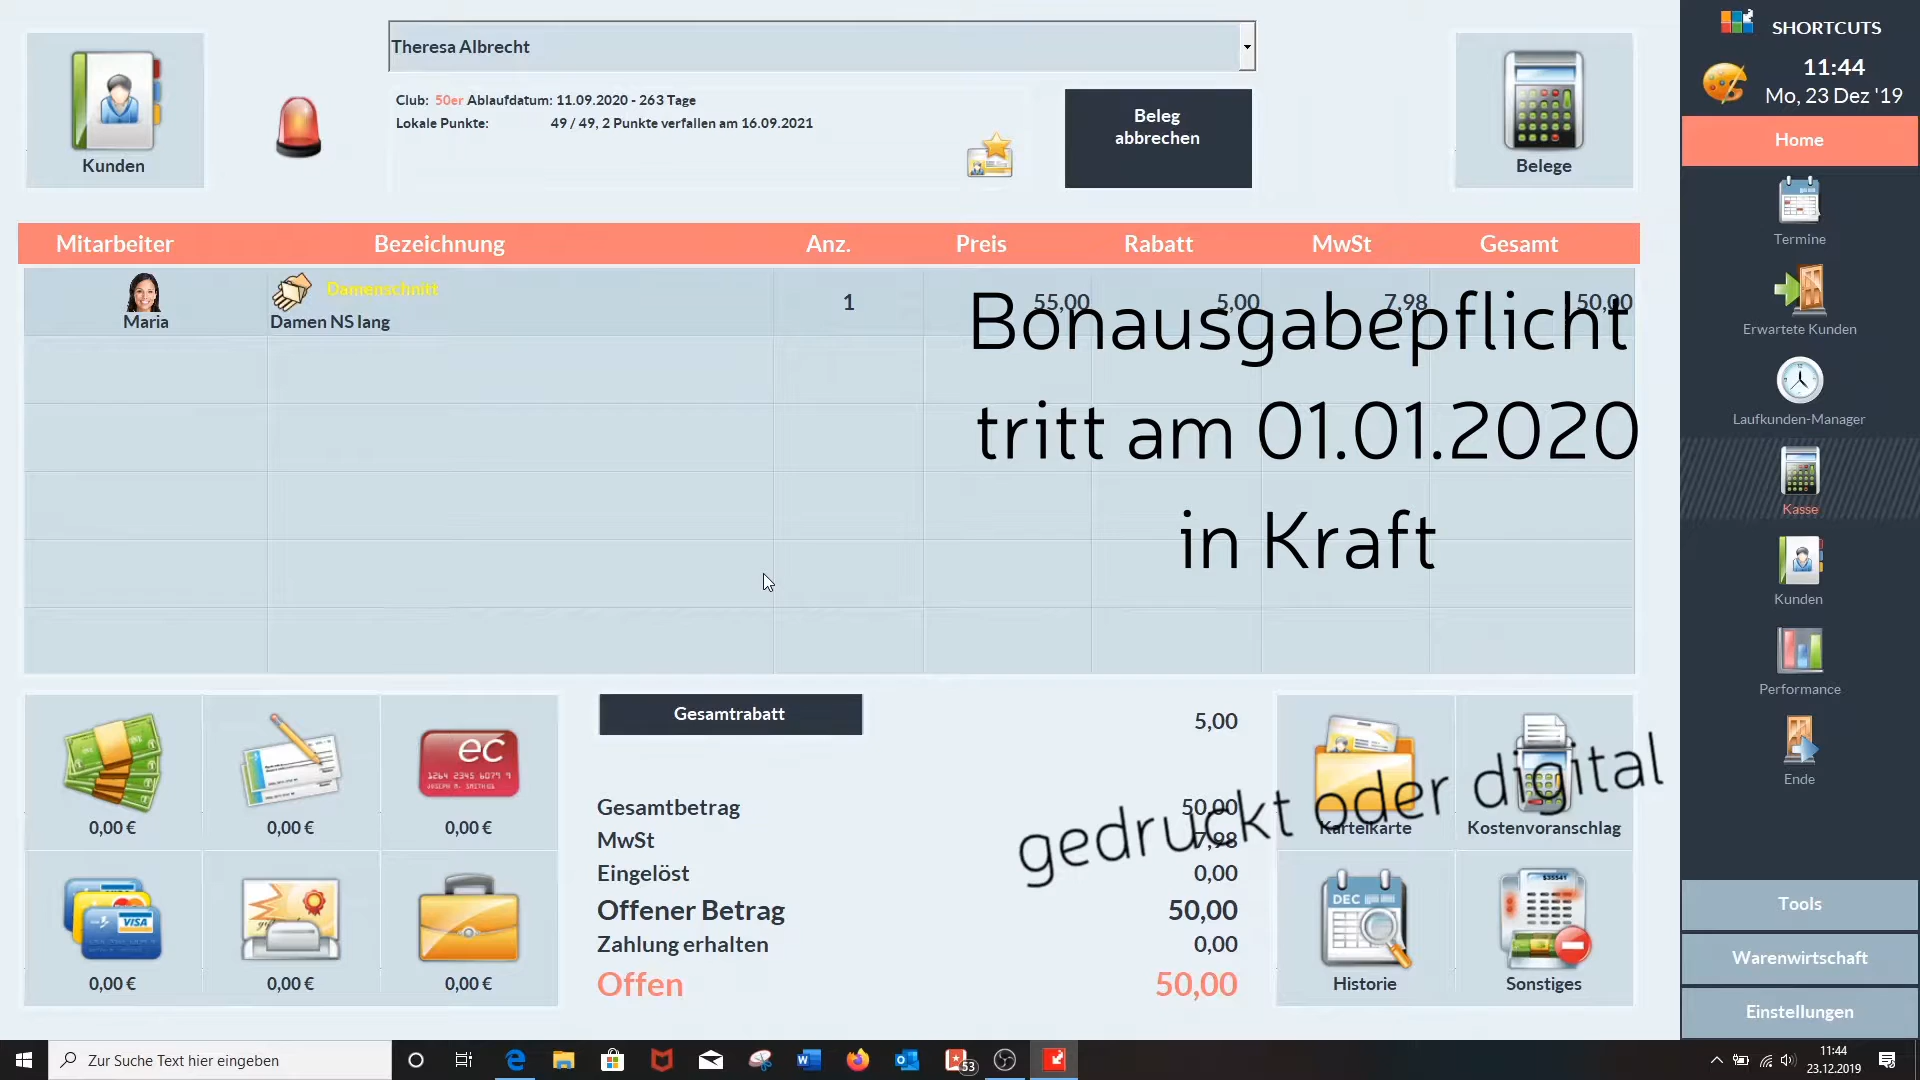 Theresa Albrecht
Kunden
Club: 50er Ablaufdatum: 11.09.2020 - 263 Tage
Lokale Punkte: 49 / 49, 2 Punkte verfallen am 16.09.2021
Beleg
abbrechen
Belege
SHORTCUTS
11:44
Mo, 23 Dez '19
Home
Termine
Erwartete Kunden
Laufkunden-Manager
Kasse
Kunden
Performance
Ende
Tools
Warenwirtschaft
Einstellungen
Mitarbeiter Bezeichnung Anz. Preis Rabatt MwSt Gesamt
Damenschnitt
Maria Damen NS lang 1 55,00 5,00 7,98 50,00
Bonausgabepflicht
tritt am 01.01.2020
in Kraft
0,00 € 0,00 € 0,00 €
ec
0,00 € 0,00 € 0,00 €
VISA
Gesamtrabatt 5,00
Gesamtbetrag 50,00
MwSt 7,98
Eingelöst 0,00
Offener Betrag 50,00
Zahlung erhalten 0,00
Offen 50,00
gedruckt oder digital
Karteikarte Kostenvoranschlag
DEC
Historie Sonstiges
Zur Suche Text hier eingeben
53
11:44
23.12.2019